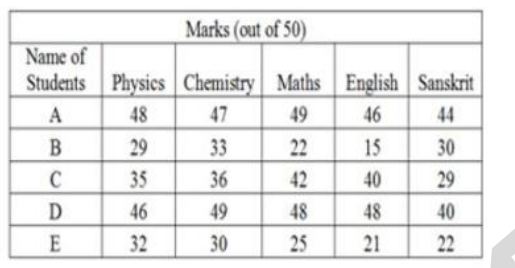 Marks (out of 50)
Name of
Students Physics Chemistry Maths English Sanskrit
A 48 47 49 46 44
B 29 33 22 15 30
C 35 36 42 40 29
D 46 49 48 48 40
E 32 30 25 21 22